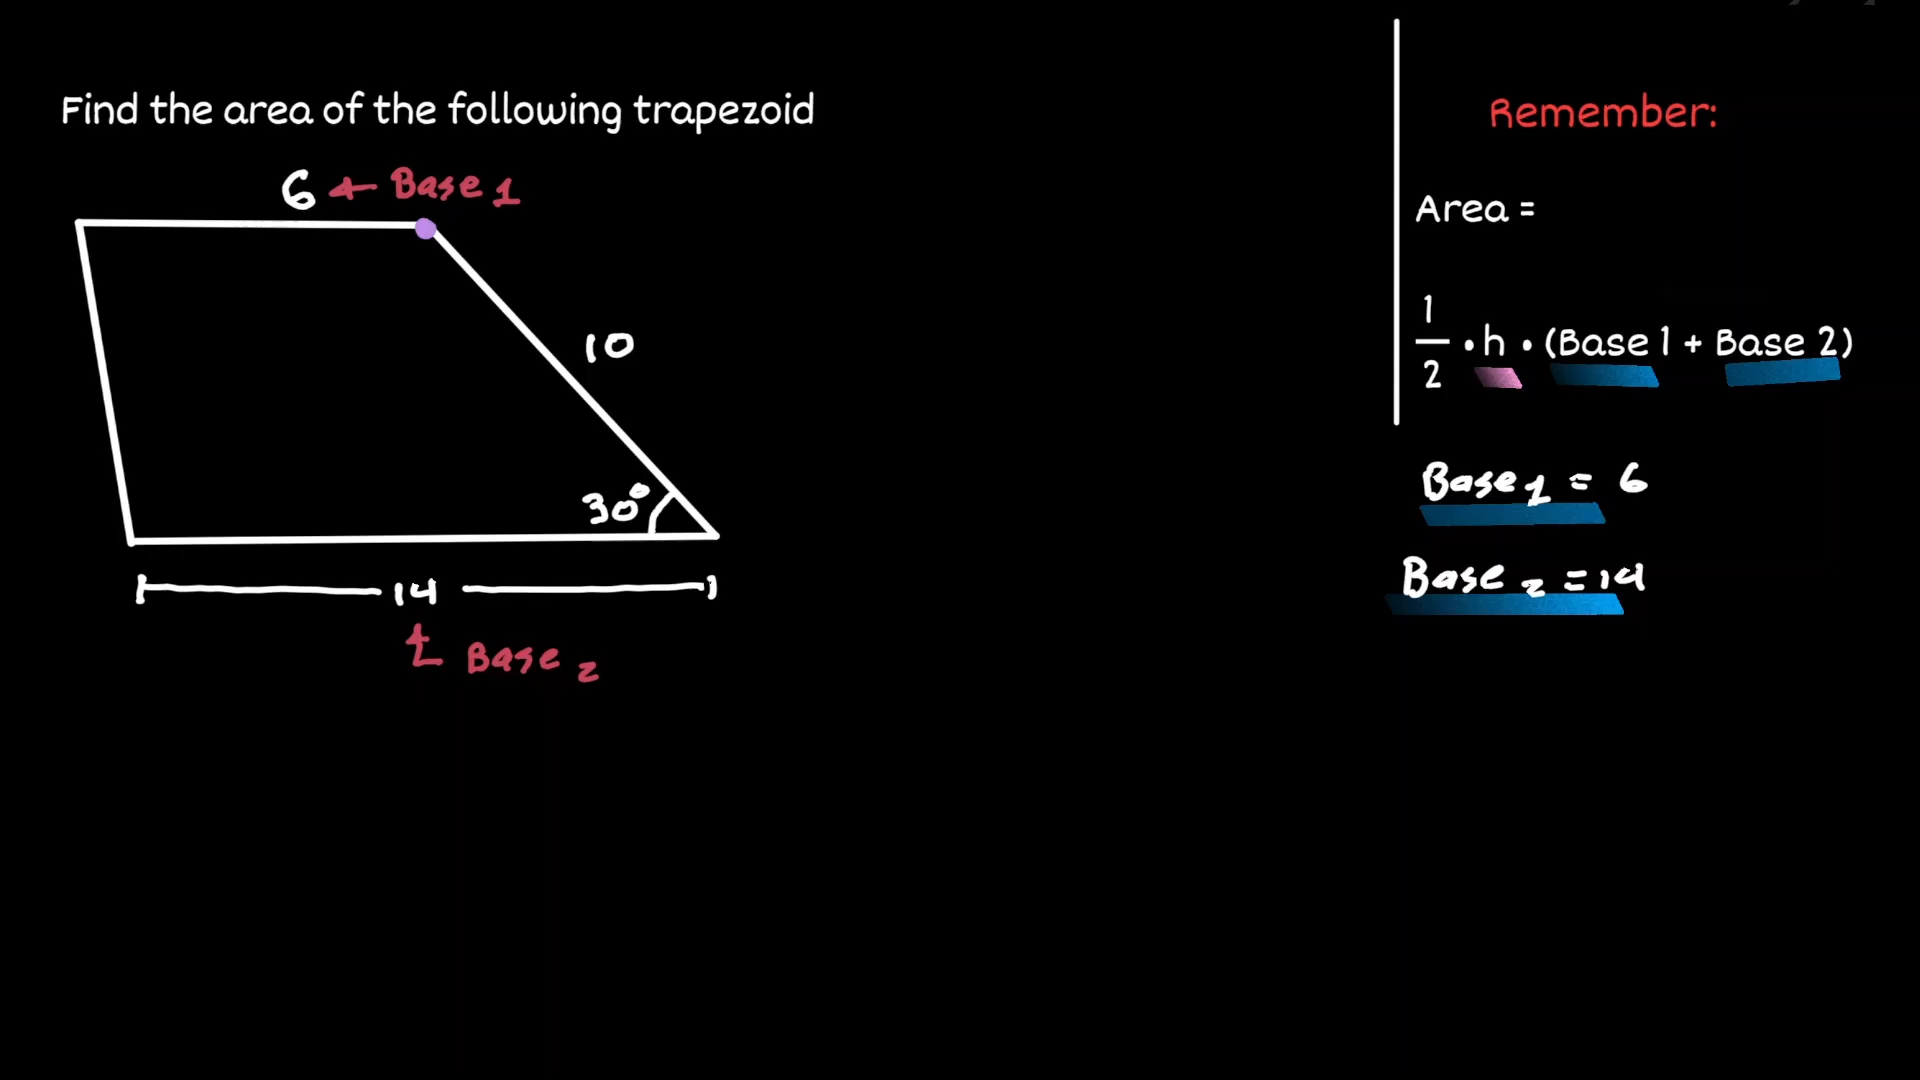 Find the area of the following trapezoid
6 ← Base 1
10
30°
14
Base 2
Remember:
Area =
1/2 • h • (Base 1 + Base 2)
Base 1 = 6
Base 2 = 14